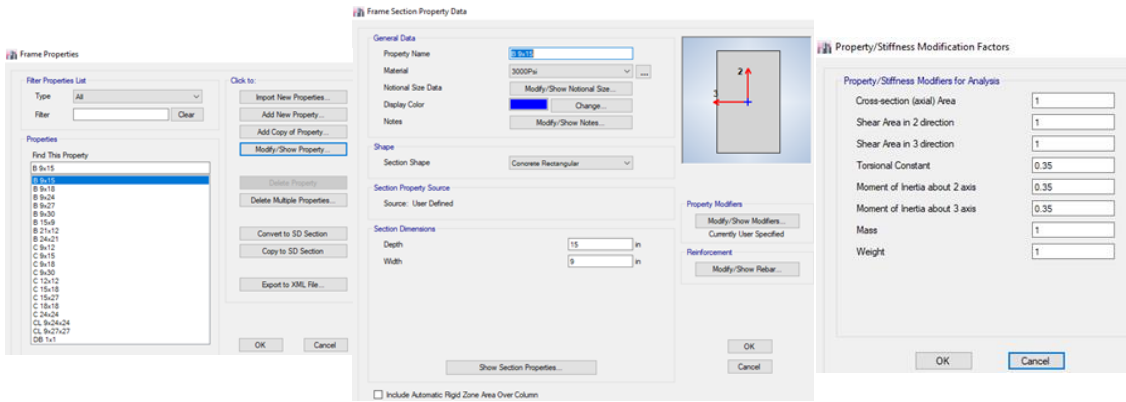 Frame Properties
Filter Properties List
Type All
Filter Clear
Properties
Find This Property
B 9x15
B 9x15
B 9x18
B 9x24
B 9x27
B 9x30
B 15x9
B 21x12
B 24x21
C 9x12
C 9x15
C 9x18
C 9x30
C 12x12
C 15x18
C 15x27
C 18x18
C 24x24
CL 9x24x24
CL 9x27x27
DB 1x1
Click to:
Import New Properties...
Add New Property...
Add Copy of Property...
Modify/Show Property...
Delete Property
Delete Multiple Properties...
Convert to SD Section
Copy to SD Section
Export to XML File...
OK Cancel
Frame Section Property Data
General Data
Property Name B 9x15
Material 3000Psi ...
Notional Size Data Modify/Show Notional Size...
Display Color Change...
Notes Modify/Show Notes...
Shape
Section Shape Concrete Rectangular
Section Property Source
Source: User Defined
Section Dimensions
Depth 15 in
Width 9 in
Show Section Properties...
Include Automatic Rigid Zone Area Over Column
2
3
Property Modifiers
Modify/Show Modifiers...
Currently User Specified
Reinforcement
Modify/Show Rebar...
OK
Cancel
Property/Stiffness Modification Factors
Property/Stiffness Modifiers for Analysis
Cross-section (axial) Area 1
Shear Area in 2 direction 1
Shear Area in 3 direction 1
Torsional Constant 0.35
Moment of Inertia about 2 axis 0.35
Moment of Inertia about 3 axis 0.35
Mass 1
Weight 1
OK Cancel